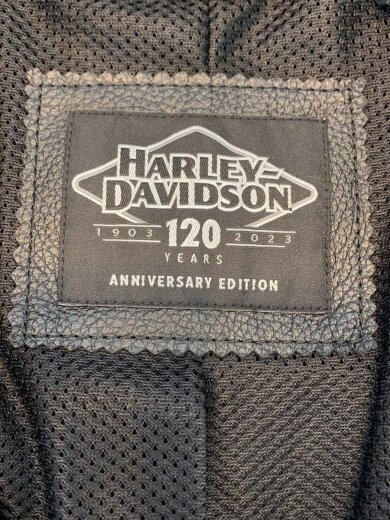 HARLEY-
DAVIDSON
1903 120 2023
YEARS
ANNIVERSARY EDITION